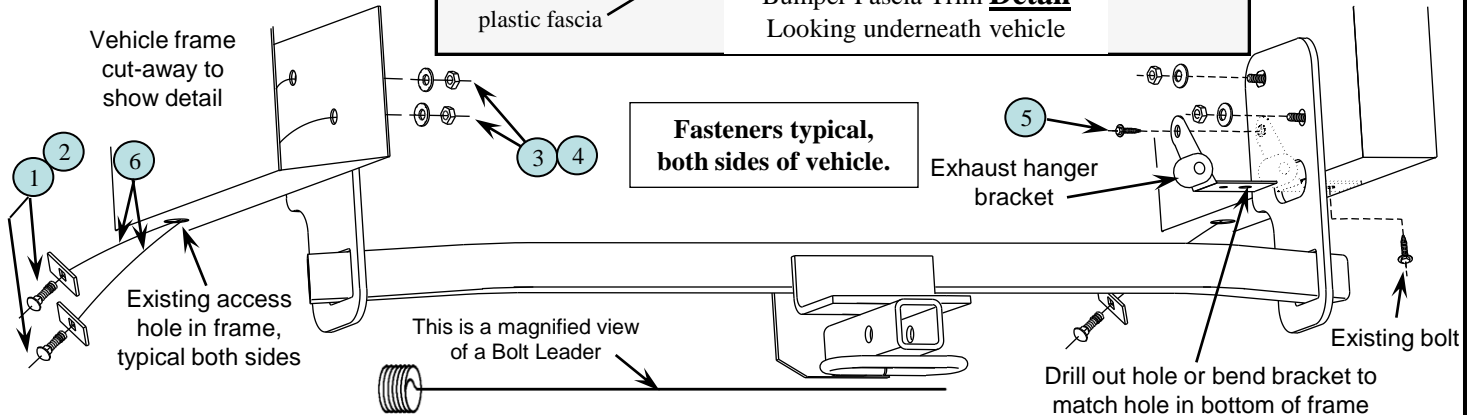 plastic fascia
Bumper Fascia Trim Detail
Looking underneath vehicle
Vehicle frame
cut-away to
show detail
Fasteners typical,
both sides of vehicle.
5
Exhaust hanger
bracket
3
4
2
1
6
Existing access
hole in frame,
typical both sides
This is a magnified view
of a Bolt Leader
Existing bolt
Drill out hole or bend bracket to
match hole in bottom of frame